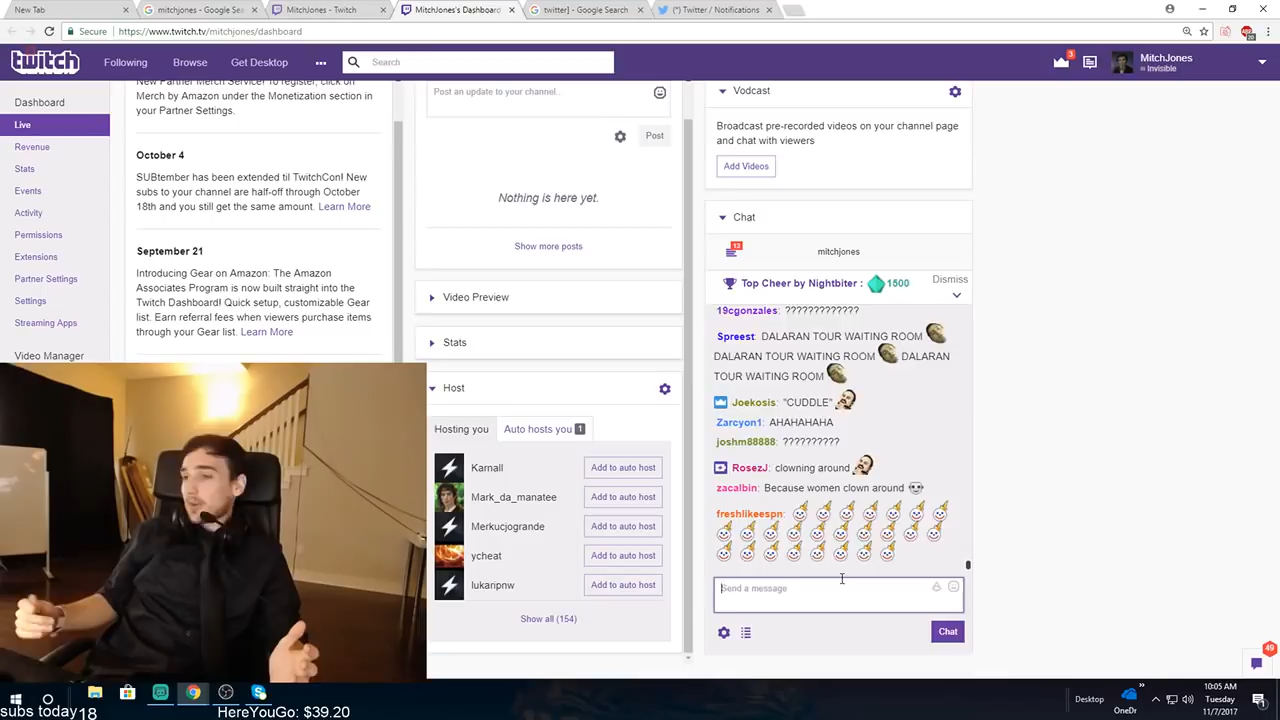 New Tab
mitchjones - Google Sea
MitchJones - Twitch
MitchJones's Dashboard
twitter] - Google Search
(*) Twitter / Notifications
Secure
https://www.twitch.tv/mitchjones/dashboard
twitch
Following
Browse
Get Desktop
Search
3
MitchJones
Invisible
Dashboard
Live
Revenue
Stats
Events
Activity
Permissions
Extensions
Partner Settings
Settings
Streaming Apps
Video Manager
New Partner Merch Servicer To register, click on
Merch by Amazon under the Monetization section in
your Partner Settings.
October 4
SUBtember has been extended til TwitchCon! New
subs to your channel are half-off through October
18th and you still get the same amount. Learn More
September 21
Introducing Gear on Amazon: The Amazon
Associates Program is now built straight into the
Twitch Dashboard! Quick setup, customizable Gear
list. Earn referral fees when viewers purchase items
through your Gear list. Learn More
Post an update to your channel..
Post
Nothing is here yet.
Show more posts
Video Preview
Stats
Host
Hosting you
Auto hosts you 1
Karnall
Add to auto host
Mark_da_manatee
Add to auto host
Merkucjogrande
Add to auto host
ycheat
Add to auto host
lukaripnw
Add to auto host
Show all (154)
Vodcast
Broadcast pre-recorded videos on your channel page
and chat with viewers
Add Videos
Chat
13
mitchjones
Top Cheer by Nightbiter : 1500
Dismiss
19cgonzales: ?????????????
Spreest: DALARAN TOUR WAITING ROOM
DALARAN TOUR WAITING ROOM DALARAN
TOUR WAITING ROOM
Joekosis: "CUDDLE"
Zarcyon1: AHAHAHAHA
joshm88888: ??????????
RosezJ: clowning around
zacalbin: Because women clown around
freshlikeespn:
Send a message
Chat
49
subs today18
HereYouGo: $39.20
Desktop
OneDr
10:05 AM
Tuesday
11/7/2017